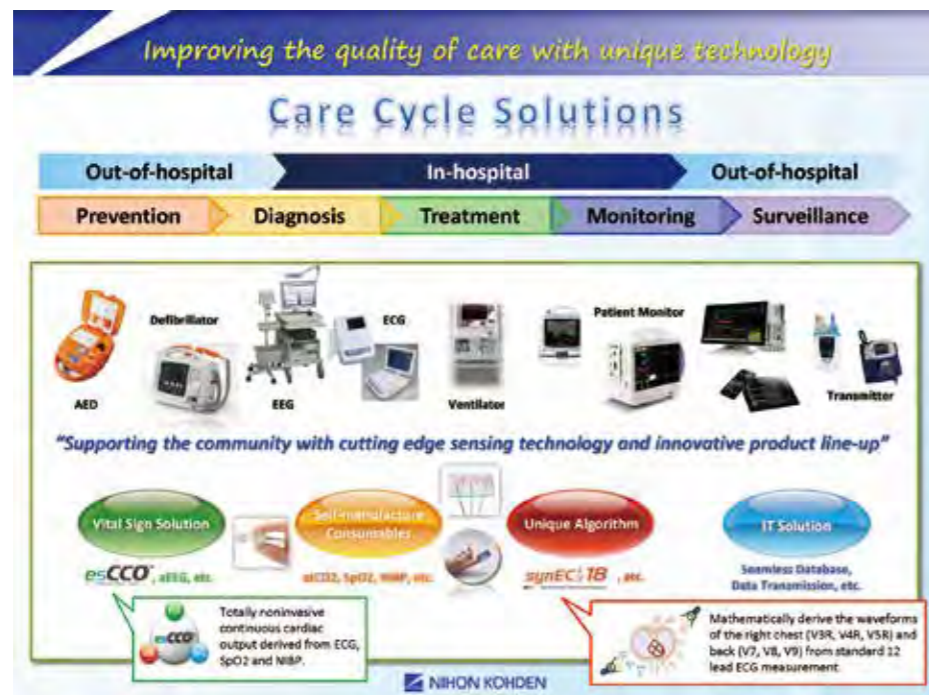 Improving the quality of care with unique technology
Care Cycle Solutions
Out-of-hospital
In-hospital
Out-of-hospital
Prevention
Diagnosis
Treatment
Monitoring
Surveillance
AED
Defibrillator
EEG
ECG
Ventilator
Patient Monitor
Transmitter
"Supporting the community with cutting edge sensing technology and innovative product line-up"
Vital Sign Solution
Self-manufacture
Consumables
Unique Algorithm
IT Solution
esCCO, aEEG, etc.
SpO2, NIBP, etc.
synECi18, etc.
Seamless Database,
Data Transmission, etc.
esCCO
Totally noninvasive
continuous cardiac
output derived from ECG,
SpO2 and NIBP.
Mathematically derive the waveforms
of the right chest (V3R, V4R, V5R) and
back (V7, V8, V9) from standard 12
lead ECG measurement
NIHON KOHDEN